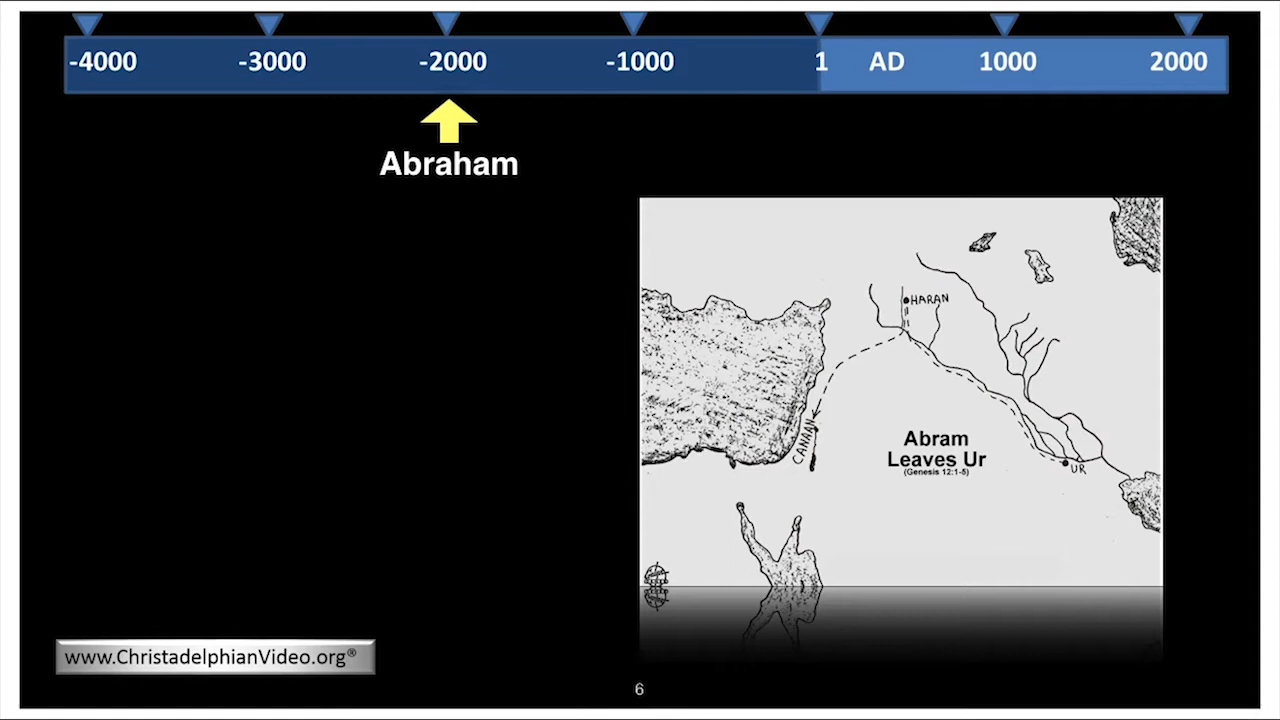 -4000 -3000 -2000 -1000 1 AD 1000 2000
Abraham
HARAN
CANAAN
Abram
Leaves Ur
(Genesis 12:1-5)
UR
www.ChristadelphianVideo.org®
6